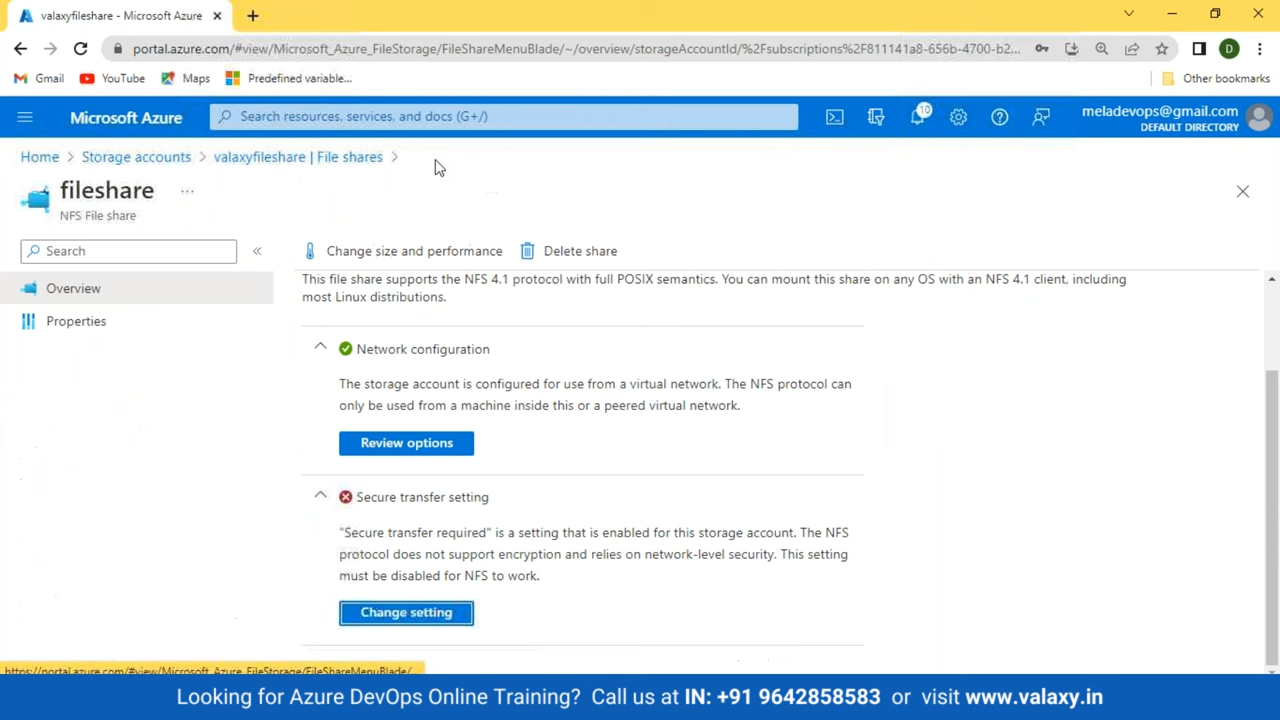 valaxyfileshare - Microsoft Azure
portal.azure.com/#view/Microsoft_Azure_FileStorage/FileShareMenuBlade/~/overview/storageAccountId/%2Fsubscriptions%2F811141a8-656b-4700-b2...
D
Gmail YouTube Maps Predefined variable... Other bookmarks
Microsoft Azure
Search resources, services, and docs (G+/)
10
meladevops@gmail.com
DEFAULT DIRECTORY
Home > Storage accounts > valaxyfileshare | File shares >
fileshare ...
NFS File share
Search «
Change size and performance Delete share
Overview
Properties
This file share supports the NFS 4.1 protocol with full POSIX semantics. You can mount this share on any OS with an NFS 4.1 client, including
most Linux distributions.
Network configuration
The storage account is configured for use from a virtual network. The NFS protocol can
only be used from a machine inside this or a peered virtual network.
Review options
Secure transfer setting
"Secure transfer required" is a setting that is enabled for this storage account. The NFS
protocol does not support encryption and relies on network-level security. This setting
must be disabled for NFS to work.
Change setting
https://portal.azure.com/#view/Microsoft_Azure_FileStorage/FileShareMenuBlade/
Looking for Azure DevOps Online Training? Call us at IN: +91 9642858583 or visit www.valaxy.in